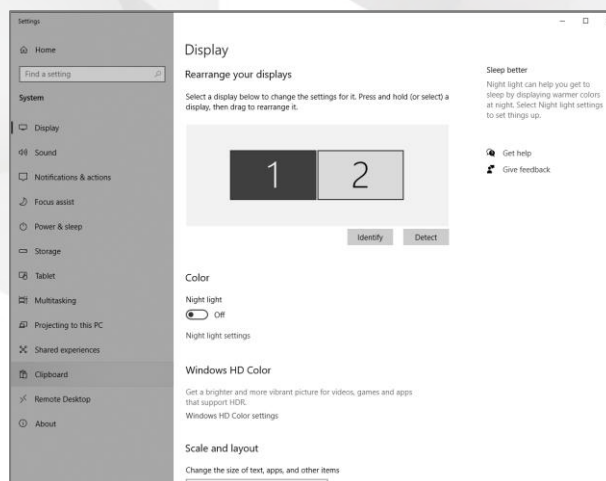 Settings
Home
Find a setting
System
Display
Sound
Notifications & actions
Focus assist
Power & sleep
Storage
Tablet
Multitasking
Projecting to this PC
Shared experiences
Clipboard
Remote Desktop
About
Display
Rearrange your displays
Select a display below to change the settings for it. Press and hold (or select) a
display, then drag to rearrange it.
1 2
Identify Detect
Color
Night light
Off
Night light settings
Windows HD Color
Get a brighter and more vibrant picture for videos, games and apps
that support HDR.
Windows HD Color settings
Scale and layout
Change the size of text, apps, and other items
Sleep better
Night light can help you get to
sleep by displaying warmer colors
at night. Select Night light settings
to set things up.
Get help
Give feedback